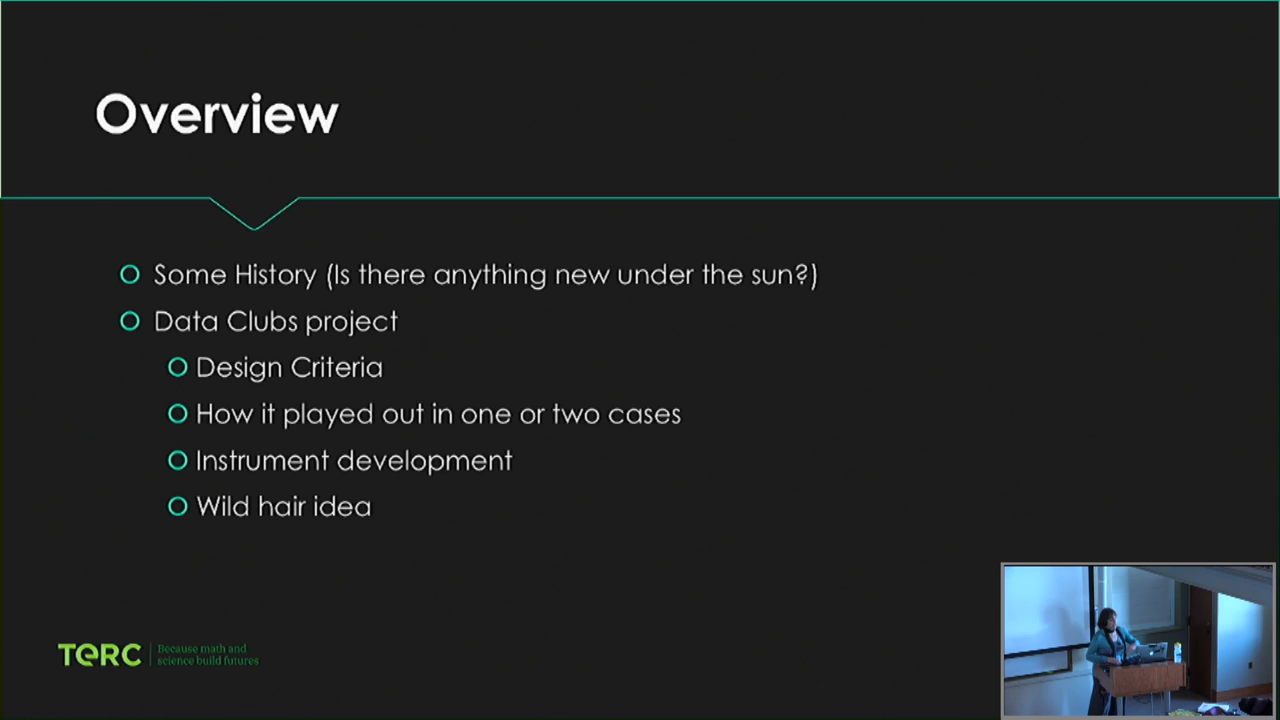 Overview
Some History (Is there anything new under the sun?)
Data Clubs project
Design Criteria
How it played out in one or two cases
Instrument development
Wild hair idea
TERC
Because math and
science build futures